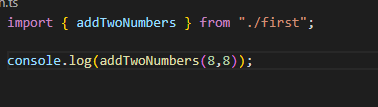 n.ts
import { addTwoNumbers } from "./first";
console.log(addTwoNumbers(8,8));